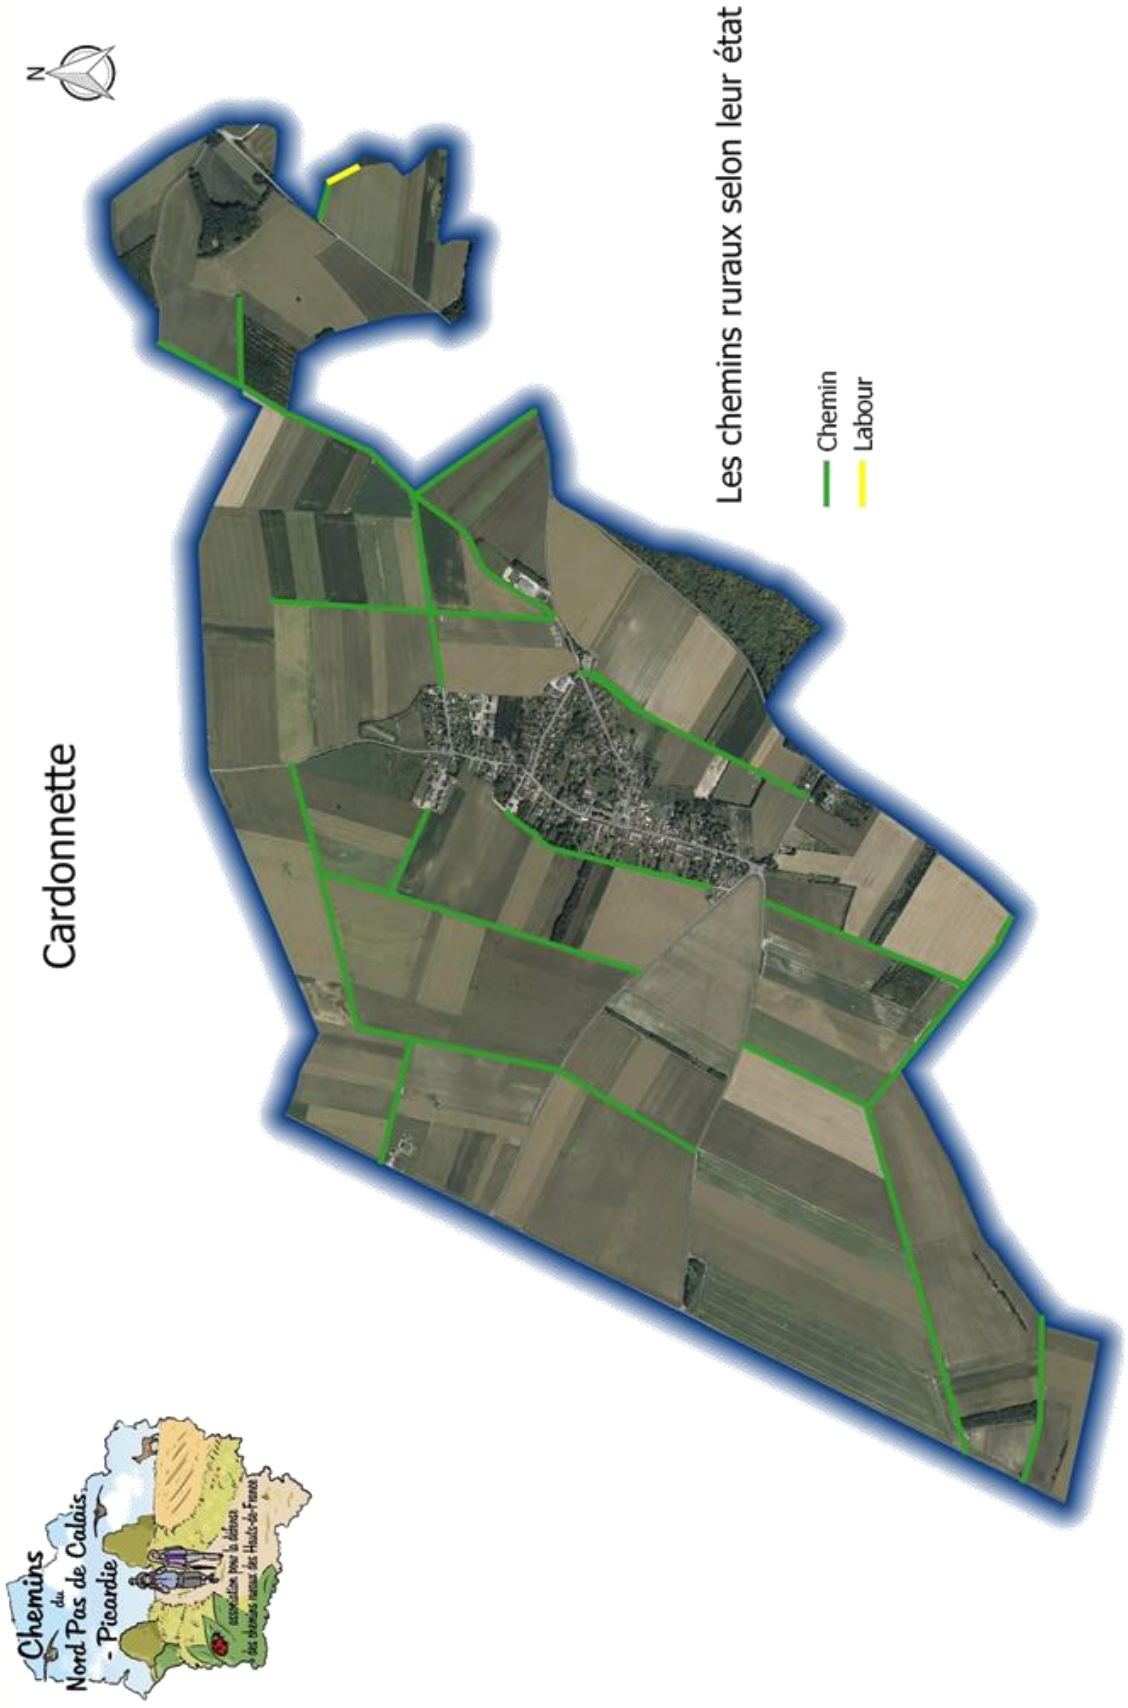 Chemins
du
Nord Pas de Calais
- Picardie
association pour la défense
des chemins ruraux des Hauts-de-France
Cardonnette
N
Les chemins ruraux selon leur état
Chemin
Labour